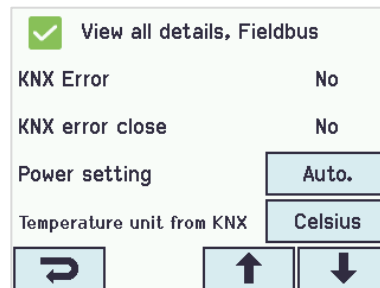 View all details, Fieldbus
KNX Error No
KNX error close No
Power setting Auto.
Temperature unit from KNX Celsius